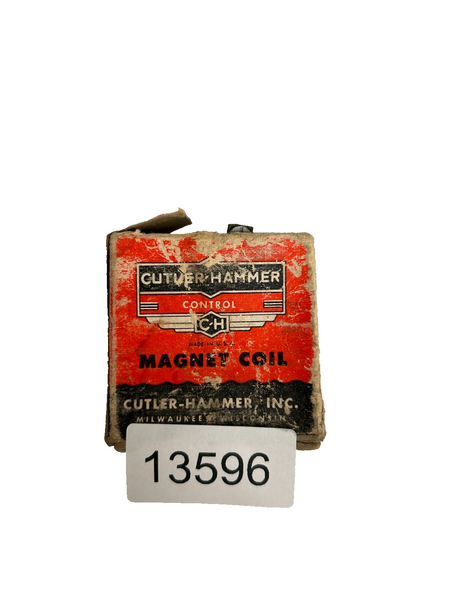 CUTLER-HAMMER
CONTROL
C-H
MADE IN U.S.A.
MAGNET COIL
CUTLER-HAMMER, INC.
MILWAUKEE, WISCONSIN
13596